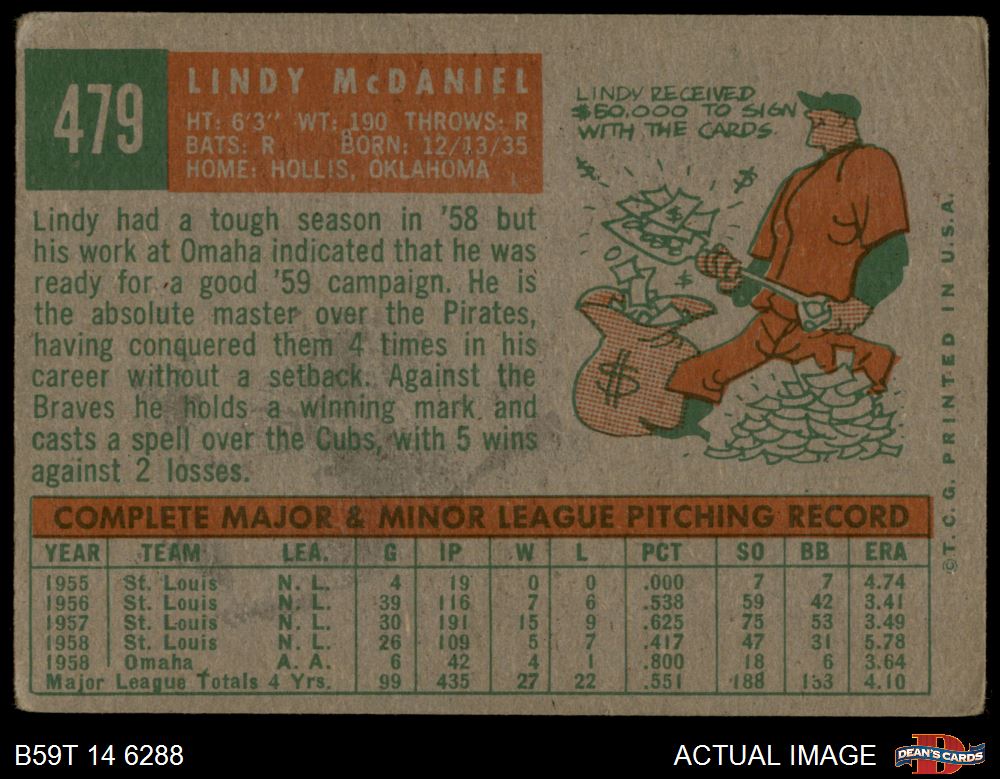 479
LINDY McDANIEL
HT: 6'3" WT: 190 THROWS: R
BATS: R BORN: 12/13/35
HOME: HOLLIS, OKLAHOMA
LINDY RECEIVED
$50,000 TO SIGN
WITH THE CARDS.
Lindy had a tough season in '58 but
his work at Omaha indicated that he was
ready for a good '59 campaign. He is
the absolute master over the Pirates,
having conquered them 4 times in his
career without a setback. Against the
Braves he holds a winning mark and
casts a spell over the Cubs, with 5 wins
against 2 losses.
COMPLETE MAJOR & MINOR LEAGUE PITCHING RECORD
YEAR TEAM LEA. G IP W L PCT SO BB ERA
1955 St. Louis N. L. 4 19 0 0 .000 7 7 4.74
1956 St. Louis N. L. 39 116 7 6 .538 59 42 3.41
1957 St. Louis N. L. 30 191 15 9 .625 75 53 3.49
1958 St. Louis N. L. 26 109 5 7 .417 47 31 5.78
1958 Omaha A. A. 6 42 4 1 .800 18 6 3.64
Major League Totals 4 Yrs. 99 435 27 22 .551 188 133 4.10
©T. C. G. PRINTED IN U.S.A.
B59T 14 6288
ACTUAL IMAGE
DEAN'S CARDS